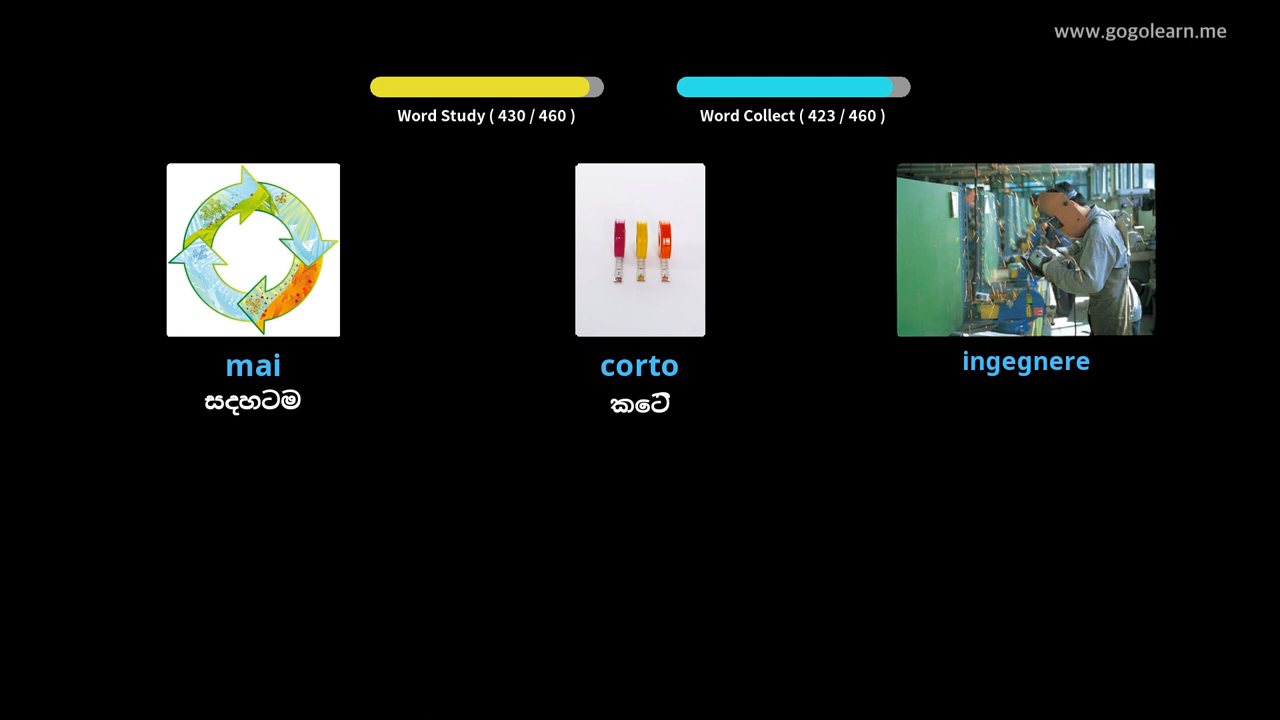 www.gogolearn.me
Word Study ( 430 / 460 )
Word Collect ( 423 / 460 )
mai
corto
ingegnere
සදහටම
කටේ